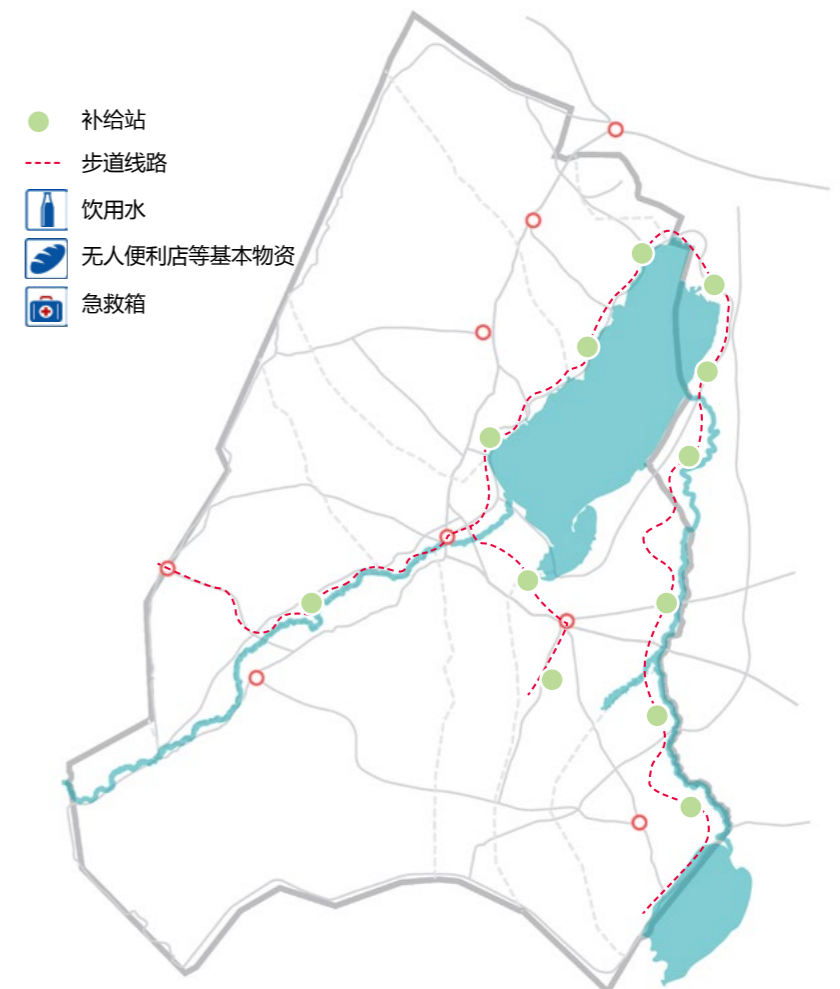 补给站
步道线路
饮用水
无人便利店等基本物资
急救箱